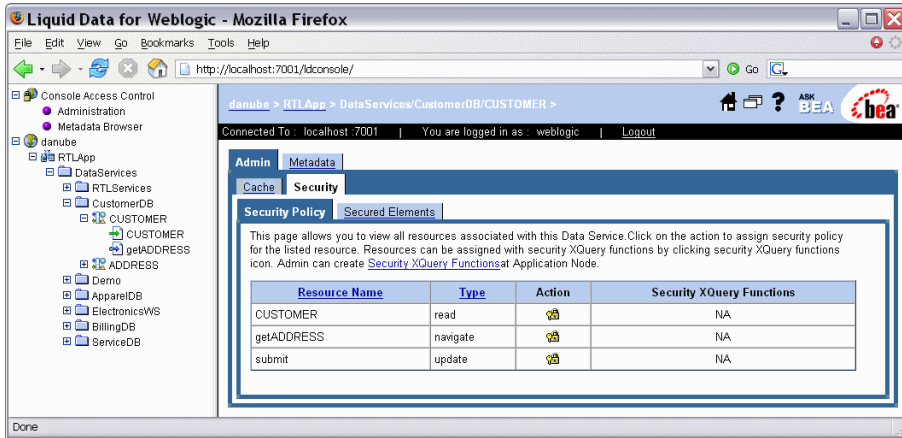 Liquid Data for Weblogic - Mozilla Firefox
File Edit View Go Bookmarks Tools Help
http://localhost:7001/ldconsole/
Go
G
Console Access Control
Administration
Metadata Browser
danube
RTLApp
DataServices
RTLServices
CustomerDB
CUSTOMER
CUSTOMER
getADDRESS
ADDRESS
Demo
ApparelDB
ElectronicsWS
BillingDB
ServiceDB
danube > RTLApp > DataServices/CustomerDB/CUSTOMER >
? ASK BEA bea
Connected To : localhost :7001 | You are logged in as : weblogic | Logout
Admin Metadata
Cache Security
Security Policy Secured Elements
This page allows you to view all resources associated with this Data Service.Click on the action to assign security policy
for the listed resource. Resources can be assigned with security XQuery functions by clicking security XQuery functions
icon. Admin can create Security XQuery Functionsat Application Node.
Resource Name Type Action Security XQuery Functions
CUSTOMER read NA
getADDRESS navigate NA
submit update NA
Done